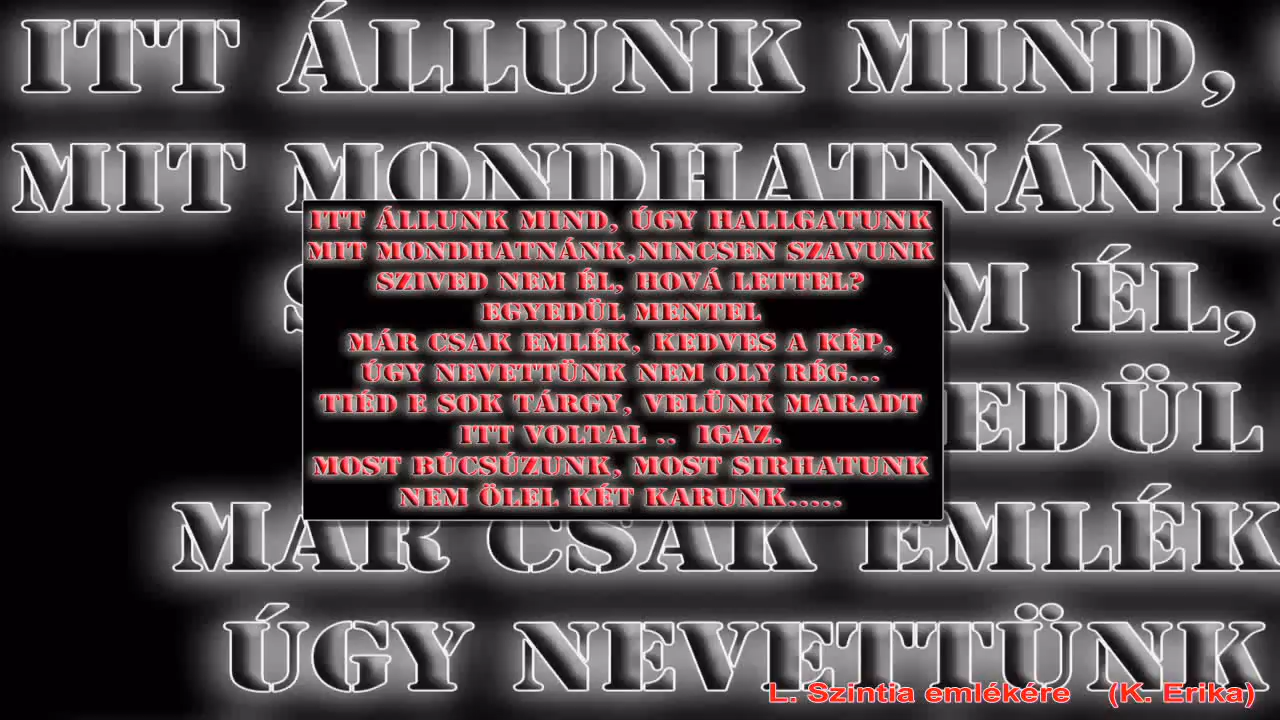 ITT ÁLLUNK MIND,
MIT MONDHATNÁNK,
ITT ÁLLUNK MIND, ÚGY HALLGATUNK
MIT MONDHATNÁNK,NINCSEN SZAVUNK
SZIVED NEM ÉL, HOVÁ LETTEL?
EGYEDÜL MENTEL
MÁR CSAK EMLÉK, KEDVES A KÉP,
ÚGY NEVETTÜNK NEM OLY RÉG...
TIÉD E SOK TÁRGY, VELÜNK MARADT
ITT VOLTAL .. IGAZ.
MOST BÚCSÚZUNK, MOST SIRHATUNK
NEM ÖLEL KÉT KARUNK.....
ÉL,
MÁR CSAK EMLÉK
ÚGY NEVETTÜNK
L. Szintia emlékére (K. Erika)